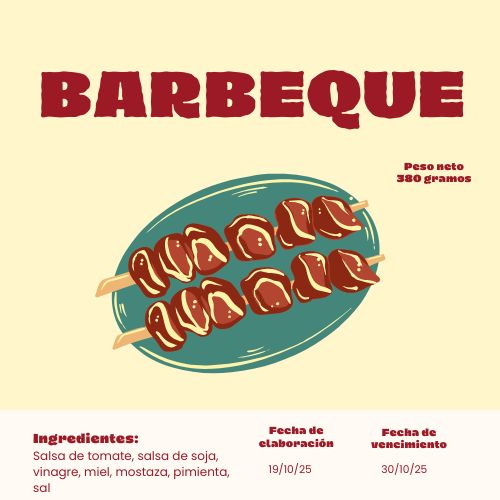 BARBEQUE
Peso neto
380 gramos
Ingredientes:
Salsa de tomate, salsa de soja,
vinagre, miel, mostaza, pimienta,
sal
Fecha de
elaboración
19/10/25
Fecha de
vencimiento
30/10/25